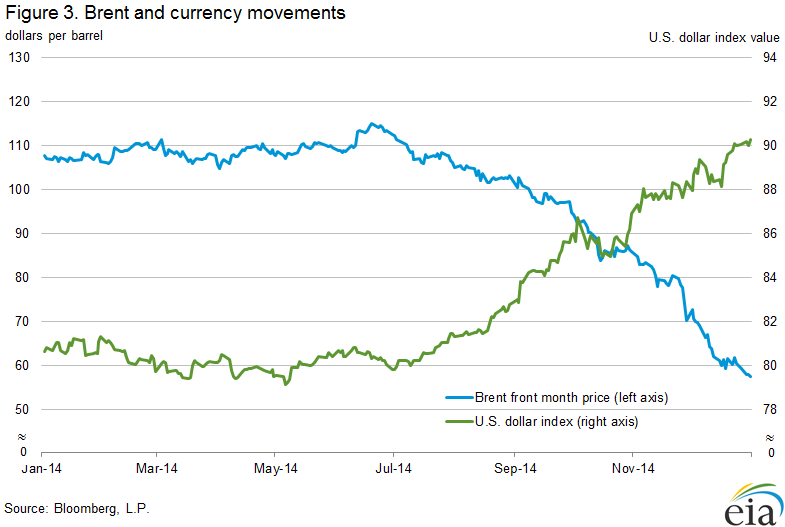 Figure 3. Brent and currency movements
dollars per barrel
U.S. dollar index value
130
94
120
92
110
90
100
88
90
86
80
84
70
82
60
80
50
78
≈
≈
0
0
Brent front month price (left axis)
U.S. dollar index (right axis)
Jan-14
Mar-14
May-14
Jul-14
Sep-14
Nov-14
Source: Bloomberg, L.P.
eia